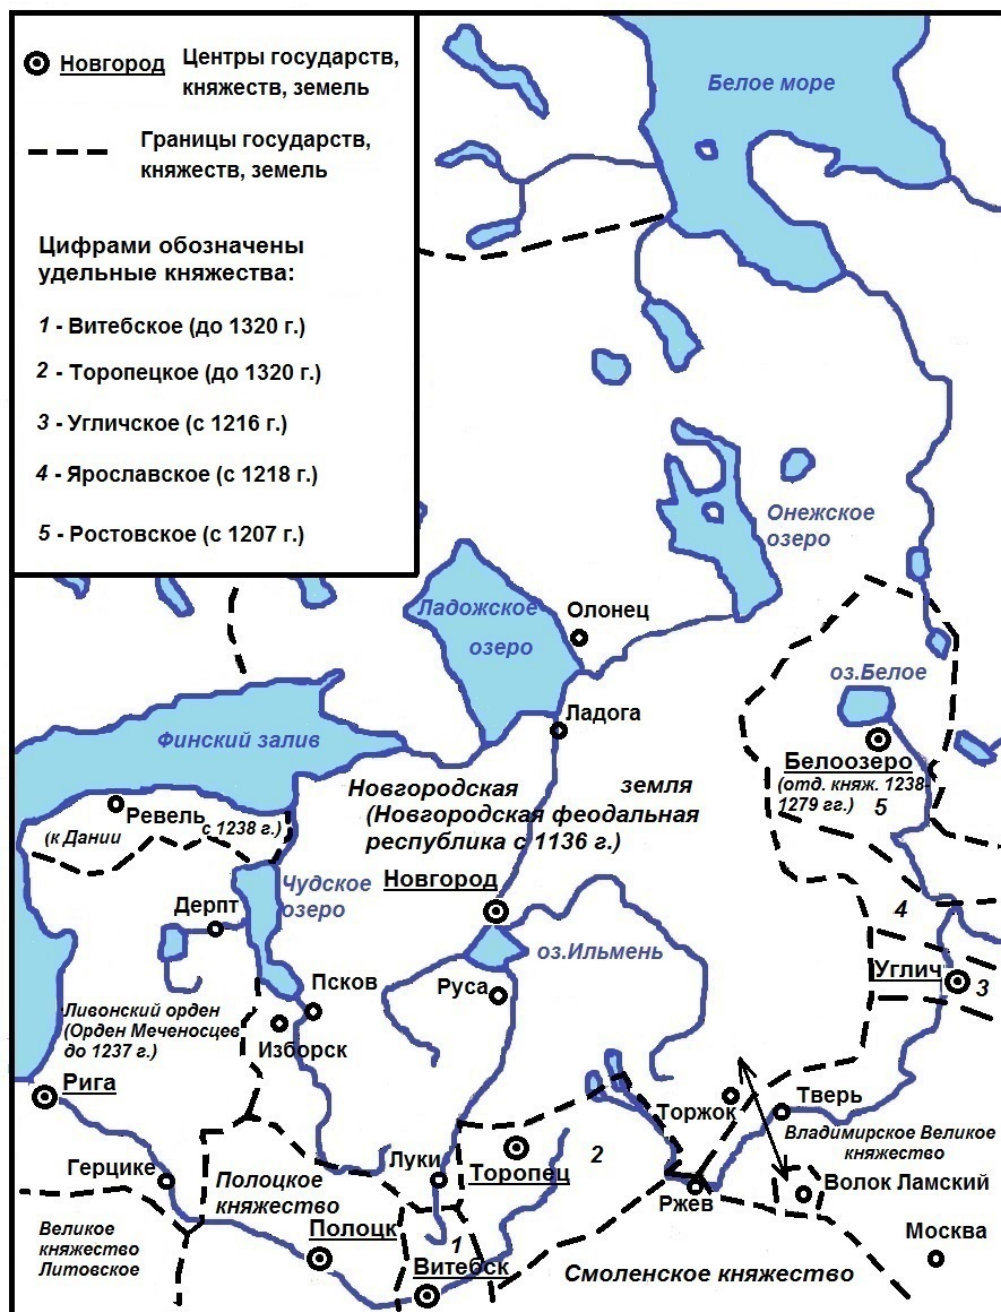 Новгород
Центры государств,
княжеств, земель
Границы государств,
княжеств, земель
Цифрами обозначены
удельные княжества:
1 - Витебское (до 1320 г.)
2 - Торопецкое (до 1320 г.)
3 - Угличское (с 1216 г.)
4 - Ярославское (с 1218 г.)
5 - Ростовское (с 1207 г.)
Белое море
Онежское
озеро
Ладожское
озеро
Олонец
оз.Белое
Ладога
Финский залив
Белоозеро
(отд. княж. 1238-
1279 гг.)
5
Новгородская земля
(Новгородская феодальная
республика с 1136 г.)
Ревель
(к Дании с 1238 г.)
Чудское
озеро
Новгород
Дерпт
4
оз.Ильмень
Углич
3
Псков
Руса
Ливонский орден
(Орден Меченосцев
до 1237 г.)
Изборск
Рига
Торжок
Тверь
Владимирское Великое
княжество
Герцике
Полоцкое
княжество
Луки
Торопец
2
Ржев
Волок Ламский
Великое
княжество
Литовское
Полоцк
1
Витебск
Москва
Смоленское княжество